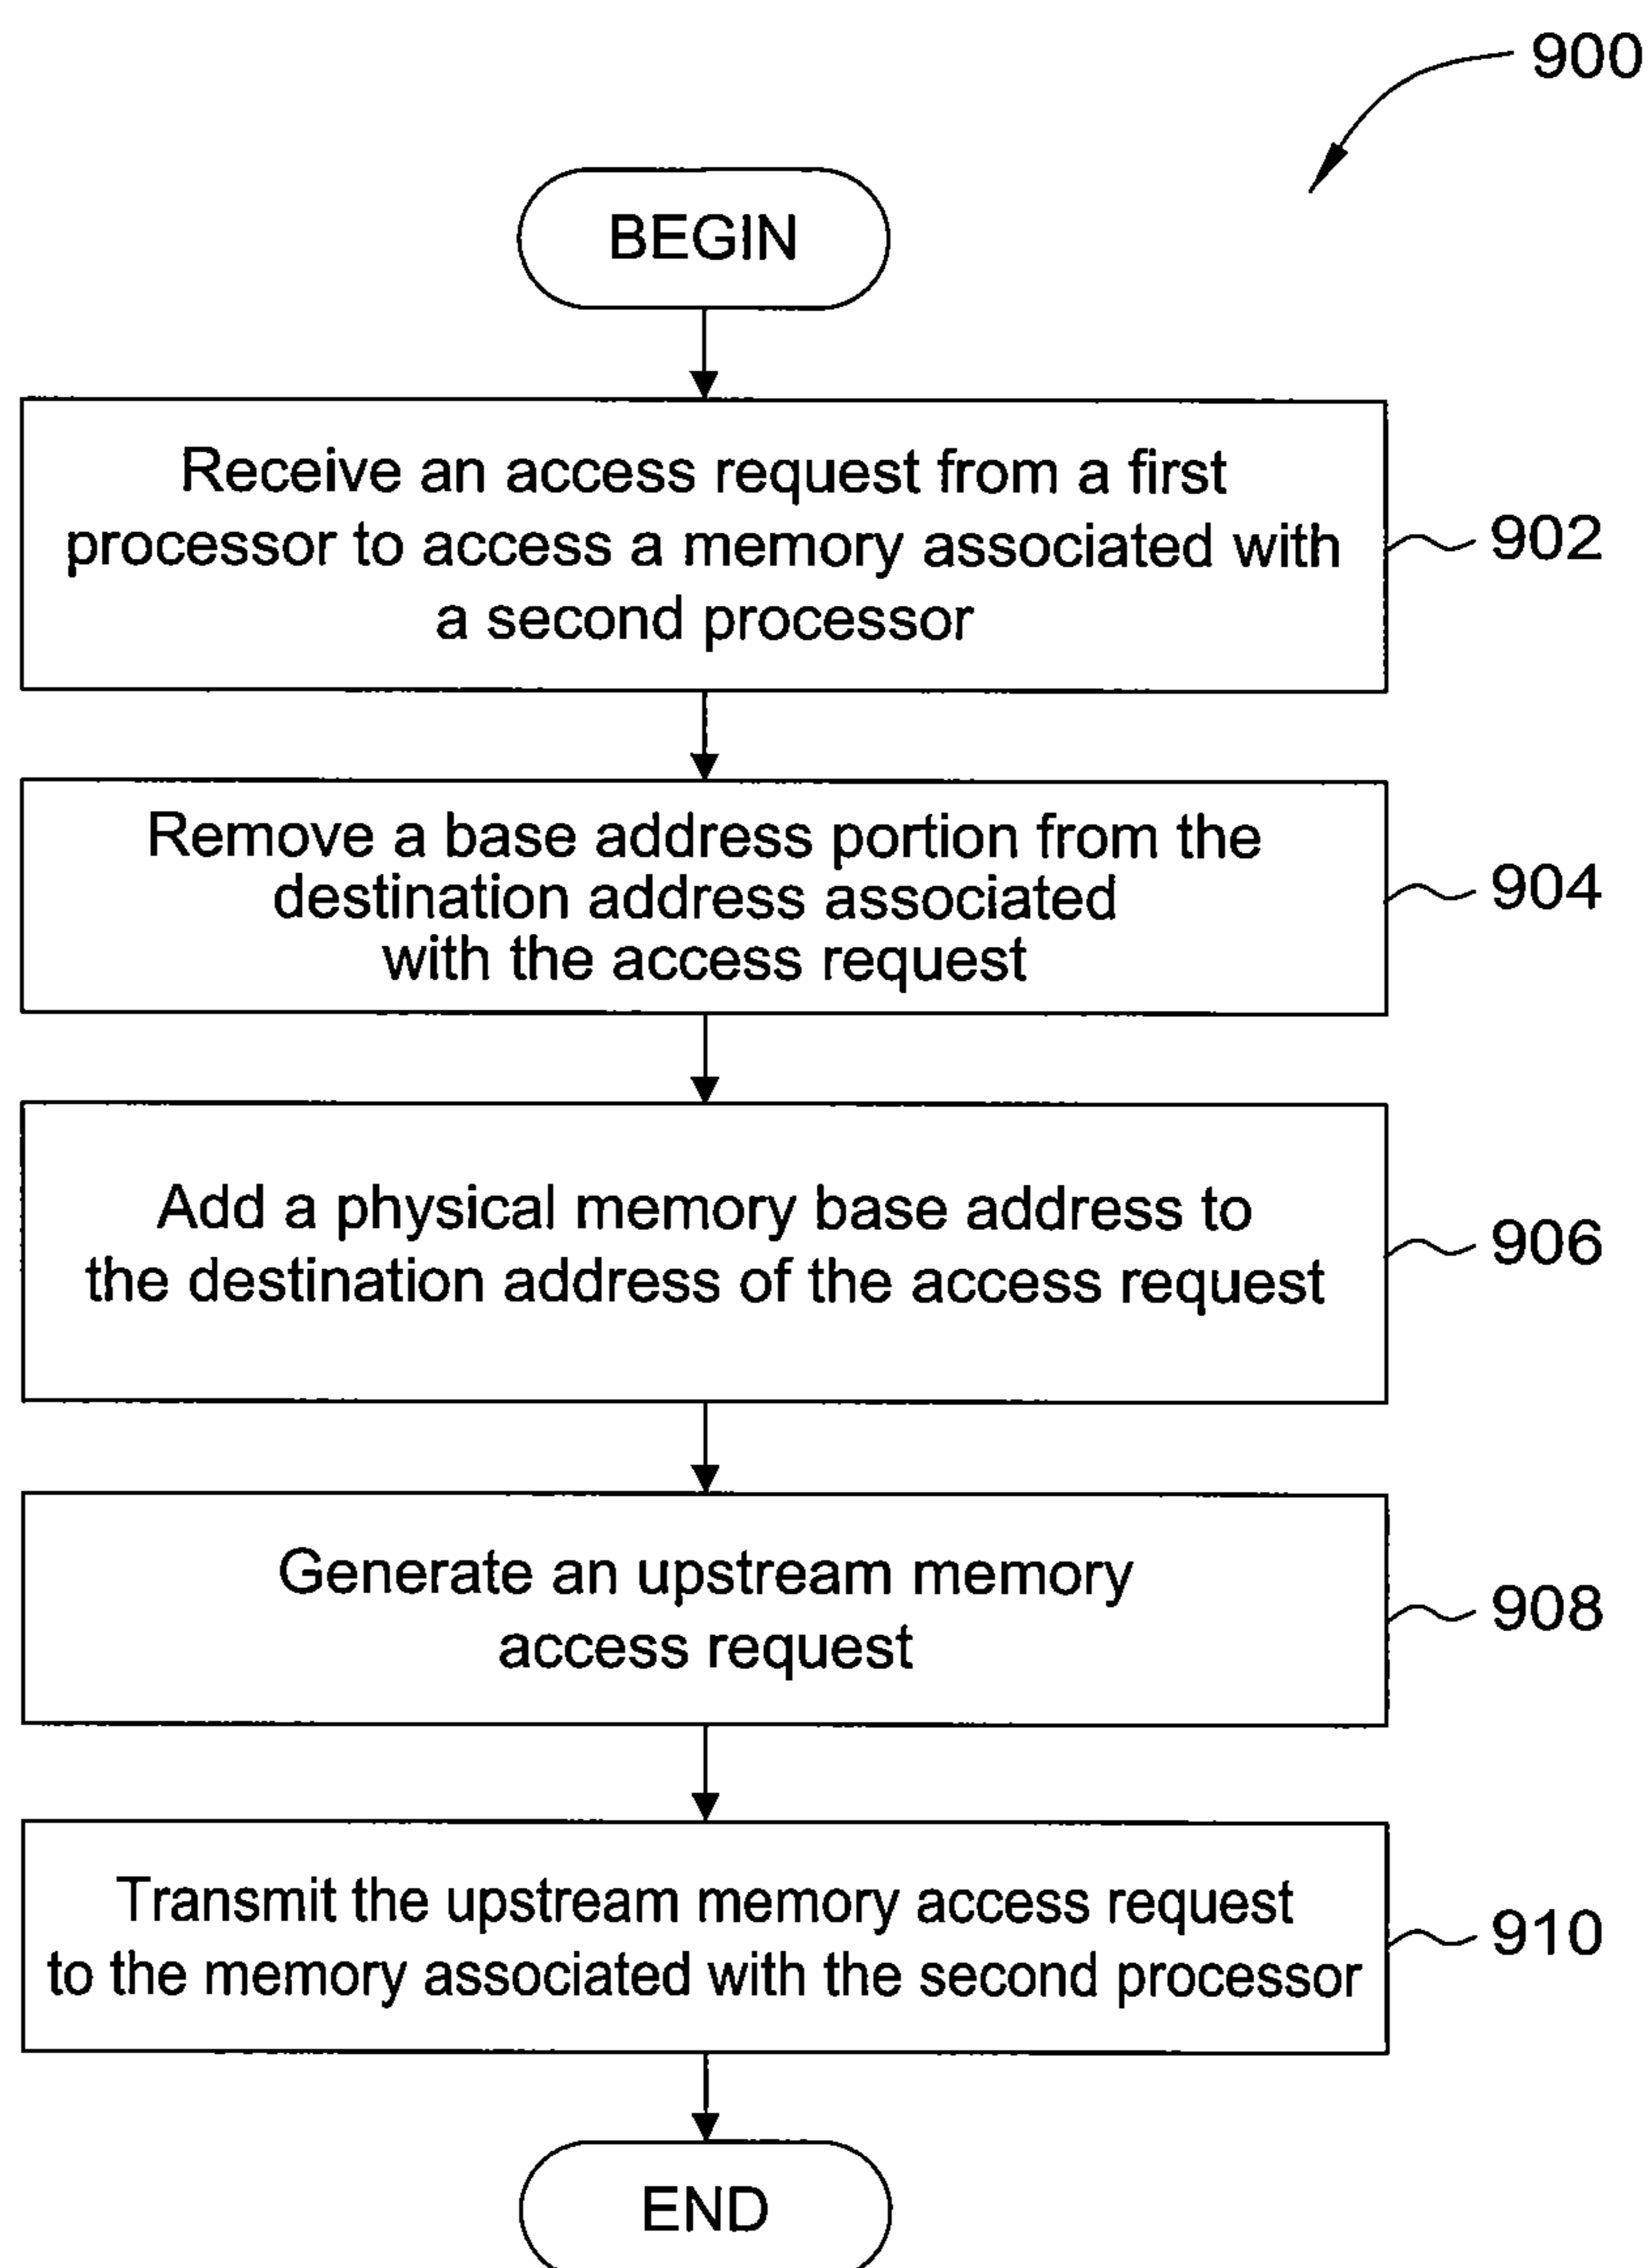 900
BEGIN
Receive an access request from a first
processor to access a memory associated with
a second processor
902
Remove a base address portion from the
destination address associated
with the access request
904
Add a physical memory base address to
the destination address of the access request
906
Generate an upstream memory
access request
908
Transmit the upstream memory access request
to the memory associated with the second processor
910
END